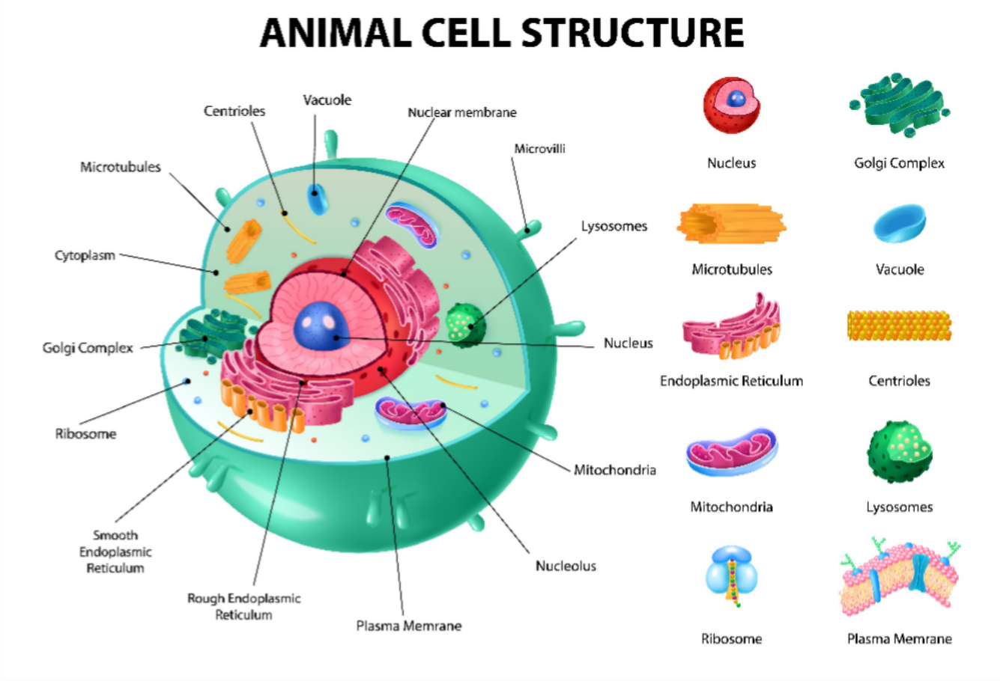 ANIMAL CELL STRUCTURE
Vacuole
Centrioles
Nuclear membrane
Microvilli
Microtubules
Lysosomes
Cytoplasm
Golgi Complex
Nucleus
Ribosome
Mitochondria
Smooth
Endoplasmic
Reticulum
Nucleolus
Rough Endoplasmic
Reticulum
Plasma Memrane
Nucleus
Golgi Complex
Microtubules
Vacuole
Endoplasmic Reticulum
Centrioles
Mitochondria
Lysosomes
Ribosome
Plasma Memrane